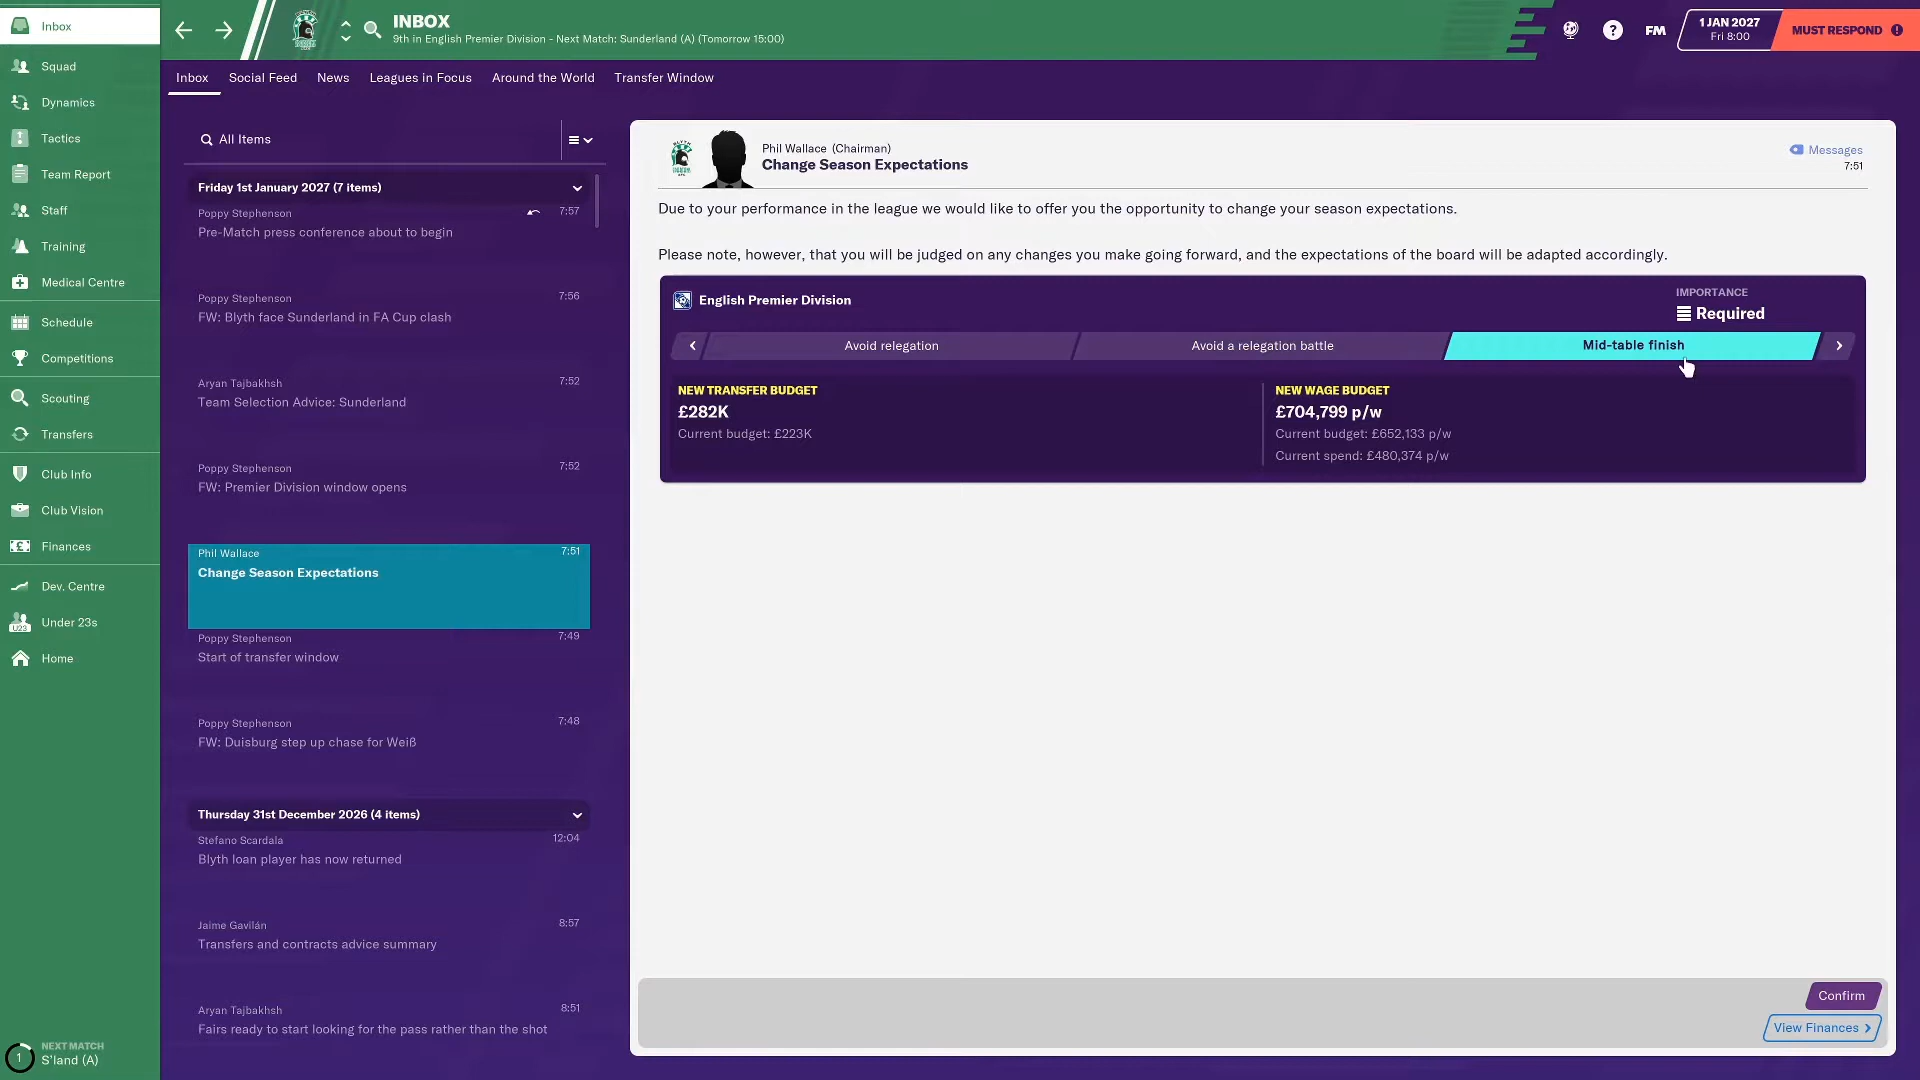 Inbox
Squad
Dynamics
Tactics
Team Report
Staff
Training
Medical Centre
Schedule
Competitions
Scouting
Transfers
Club Info
Club Vision
Finances
Dev. Centre
U23
Under 23s
Home
1
NEXT MATCH
S'land (A)
INBOX
9th in English Premier Division - Next Match: Sunderland (A) (Tomorrow 15:00)
?
FM
1 JAN 2027
Fri 8:00
MUST RESPOND
Inbox Social Feed News Leagues in Focus Around the World Transfer Window
All Items
Friday 1st January 2027 (7 items)
Poppy Stephenson 7:57
Pre-Match press conference about to begin
Poppy Stephenson 7:56
FW: Blyth face Sunderland in FA Cup clash
Aryan Tajbakhsh 7:52
Team Selection Advice: Sunderland
Poppy Stephenson 7:52
FW: Premier Division window opens
Phil Wallace 7:51
Change Season Expectations
Poppy Stephenson 7:49
Start of transfer window
Poppy Stephenson 7:48
FW: Duisburg step up chase for Weiß
Thursday 31st December 2026 (4 items)
Stefano Scardala 12:04
Blyth loan player has now returned
Jaime Gavilán 8:57
Transfers and contracts advice summary
Aryan Tajbakhsh 8:51
Fairs ready to start looking for the pass rather than the shot
Phil Wallace (Chairman)
Change Season Expectations
Messages
7:51
Due to your performance in the league we would like to offer you the opportunity to change your season expectations.
Please note, however, that you will be judged on any changes you make going forward, and the expectations of the board will be adapted accordingly.
English Premier Division
IMPORTANCE
Required
Avoid relegation Avoid a relegation battle Mid-table finish
NEW TRANSFER BUDGET
£282K
Current budget: £223K
NEW WAGE BUDGET
£704,799 p/w
Current budget: £652,133 p/w
Current spend: £480,374 p/w
Confirm
View Finances